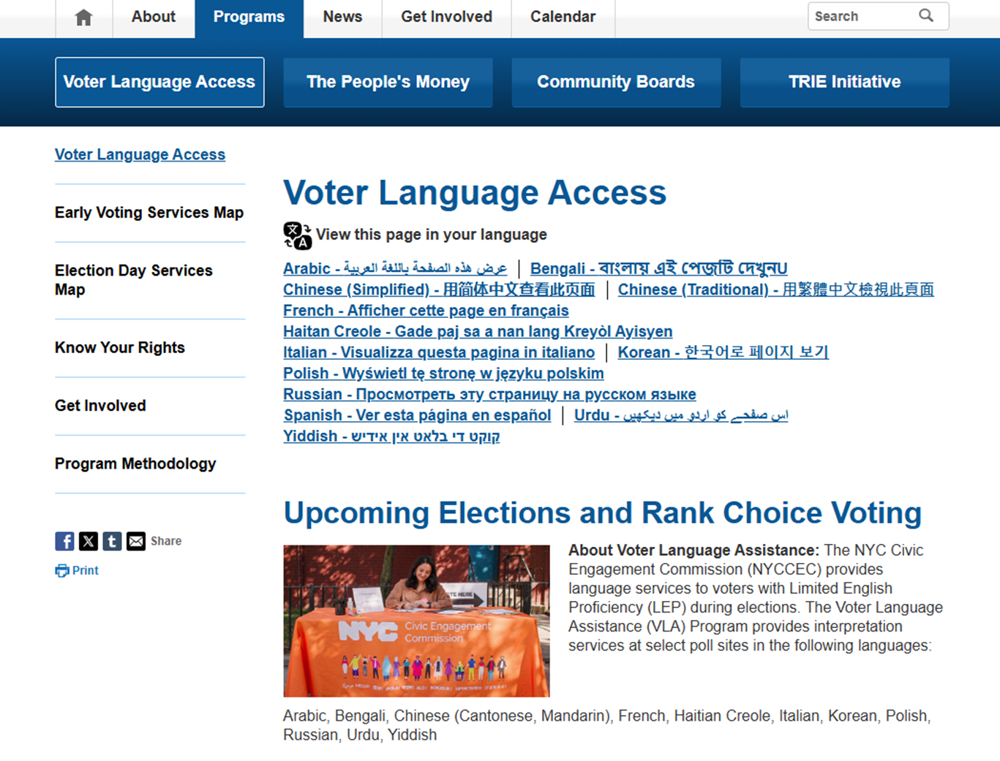 About
Programs
News
Get Involved
Calendar
Search
Voter Language Access
The People's Money
Community Boards
TRIE Initiative
Voter Language Access
Early Voting Services Map
Election Day Services
Map
Know Your Rights
Get Involved
Program Methodology
Share
Print
Voter Language Access
View this page in your language
Arabic - عرض هذه الصفحة باللغة العربية | Bengali - বাংলায় এই পেজটি দেখুনU
Chinese (Simplified) - 用简体中文查看此页面 | Chinese (Traditional) - 用繁體中文檢視此頁面
French - Afficher cette page en français
Haitan Creole - Gade paj sa a nan lang Kreyòl Ayisyen
Italian - Visualizza questa pagina in italiano | Korean - 한국어로 페이지 보기
Polish - Wyświetl tę stronę w języku polskim
Russian - Просмотреть эту страницу на русском языке
Spanish - Ver esta página en español | Urdu - اس صفحے کو اردو میں دیکھیں
Yiddish - קוקט די בלאט אין אידיש
Upcoming Elections and Rank Choice Voting
VOTE HERE
NYC Civic Engagement
Commission
About Voter Language Assistance: The NYC Civic
Engagement Commission (NYCCEC) provides
language services to voters with Limited English
Proficiency (LEP) during elections. The Voter Language
Assistance (VLA) Program provides interpretation
services at select poll sites in the following languages:
Arabic, Bengali, Chinese (Cantonese, Mandarin), French, Haitian Creole, Italian, Korean, Polish,
Russian, Urdu, Yiddish